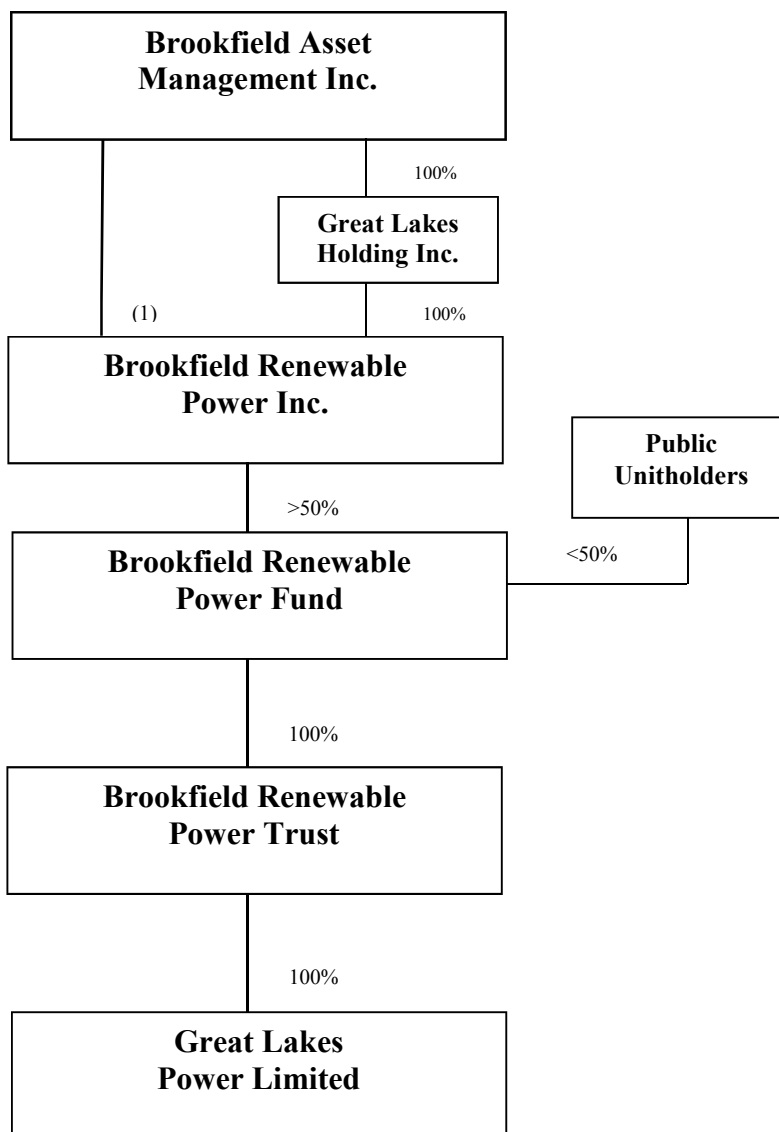 Brookfield Asset
Management Inc.
100%
Great Lakes
Holding Inc.
(1)
100%
Brookfield Renewable
Power Inc.
Public
Unitholders
>50%
<50%
Brookfield Renewable
Power Fund
100%
Brookfield Renewable
Power Trust
100%
Great Lakes
Power Limited